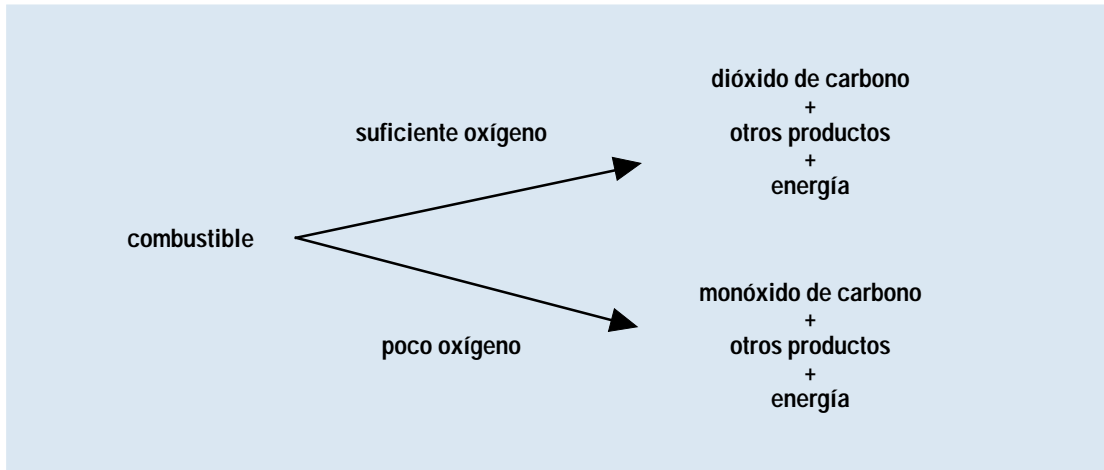 dióxido de carbono
+
otros productos
+
energía
suficiente oxígeno
combustible
poco oxígeno
monóxido de carbono
+
otros productos
+
energía